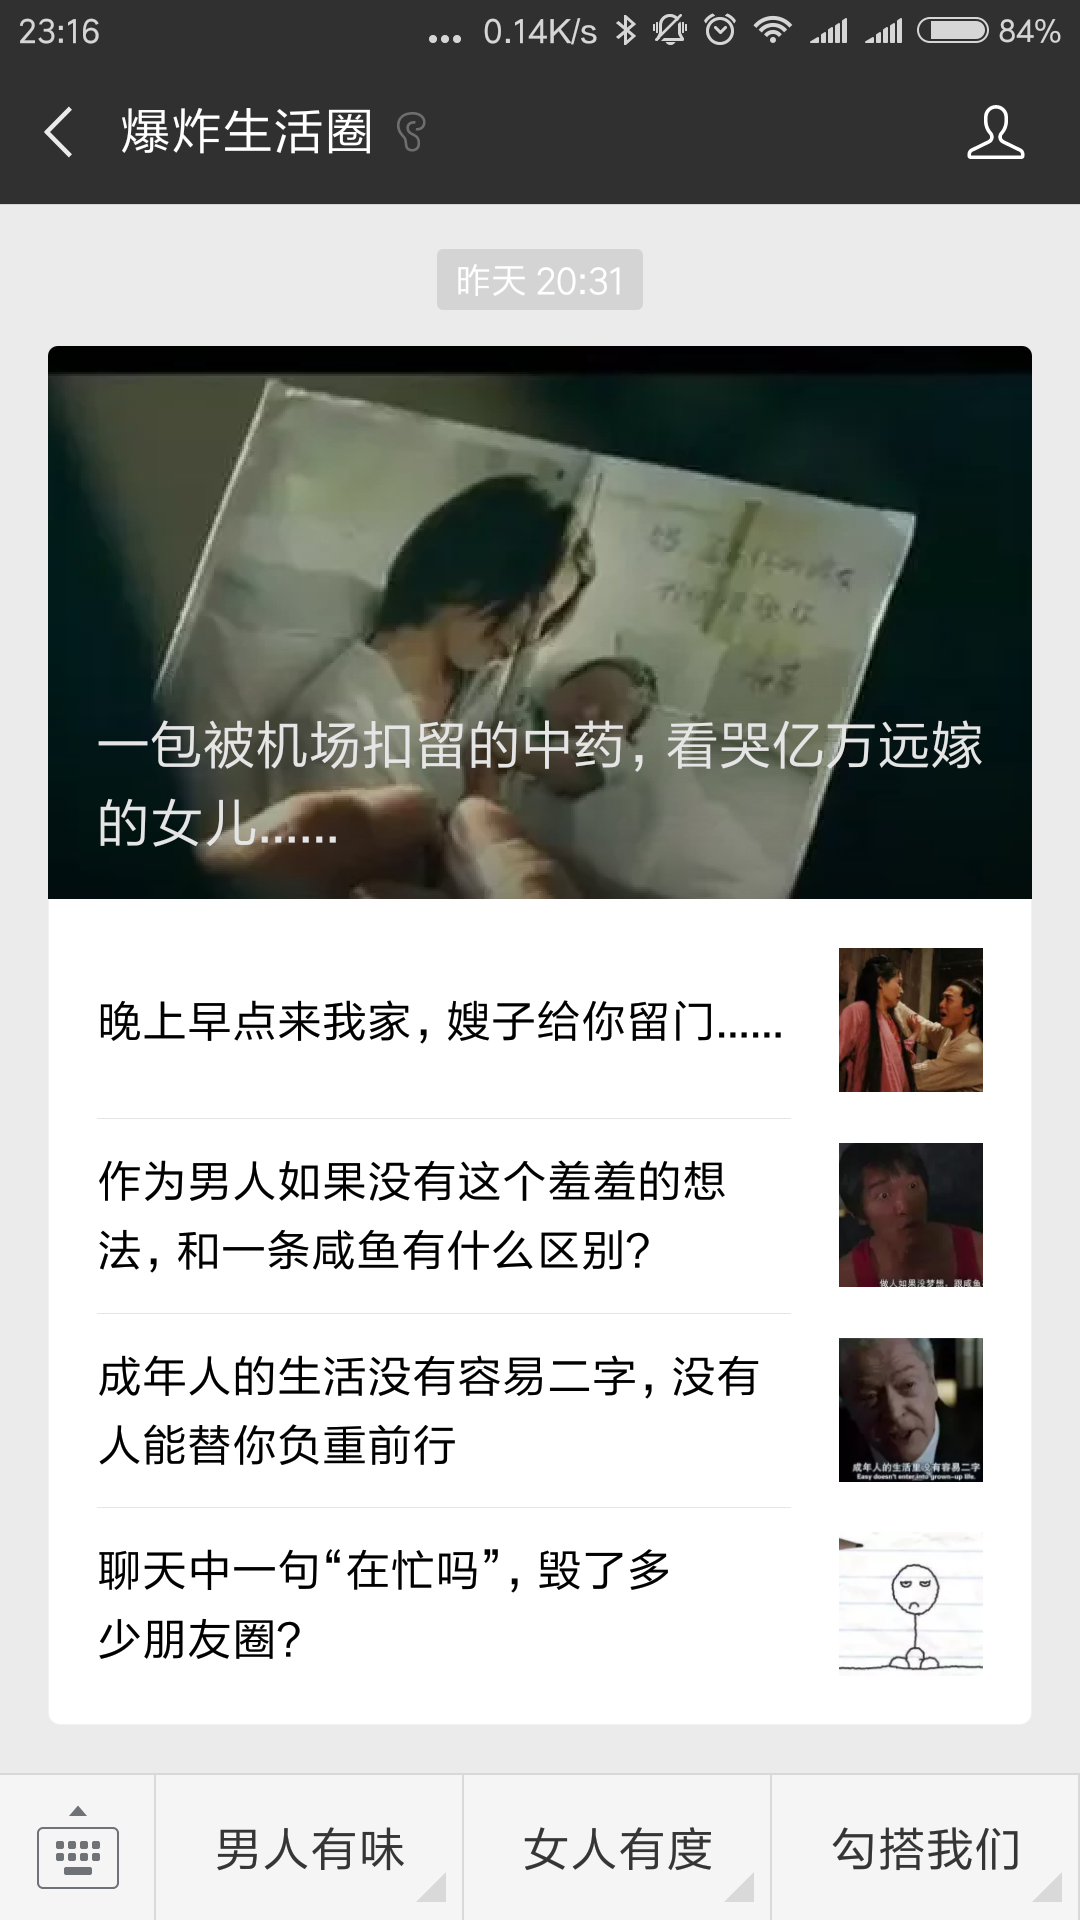 23:16
... 0.14K/s 84%
爆炸生活圈
昨天 20:31
一包被机场扣留的中药，看哭亿万远嫁
的女儿......
晚上早点来我家，嫂子给你留门......
作为男人如果没有这个羞羞的想
法，和一条咸鱼有什么区别？
做人如果没梦想，跟咸鱼
成年人的生活没有容易二字，没有
人能替你负重前行
成年人的生活里没有容易二字
Easy doesn't enter into grown-up life.
聊天中一句“在忙吗”，毁了多
少朋友圈？
男人有味
女人有度
勾搭我们